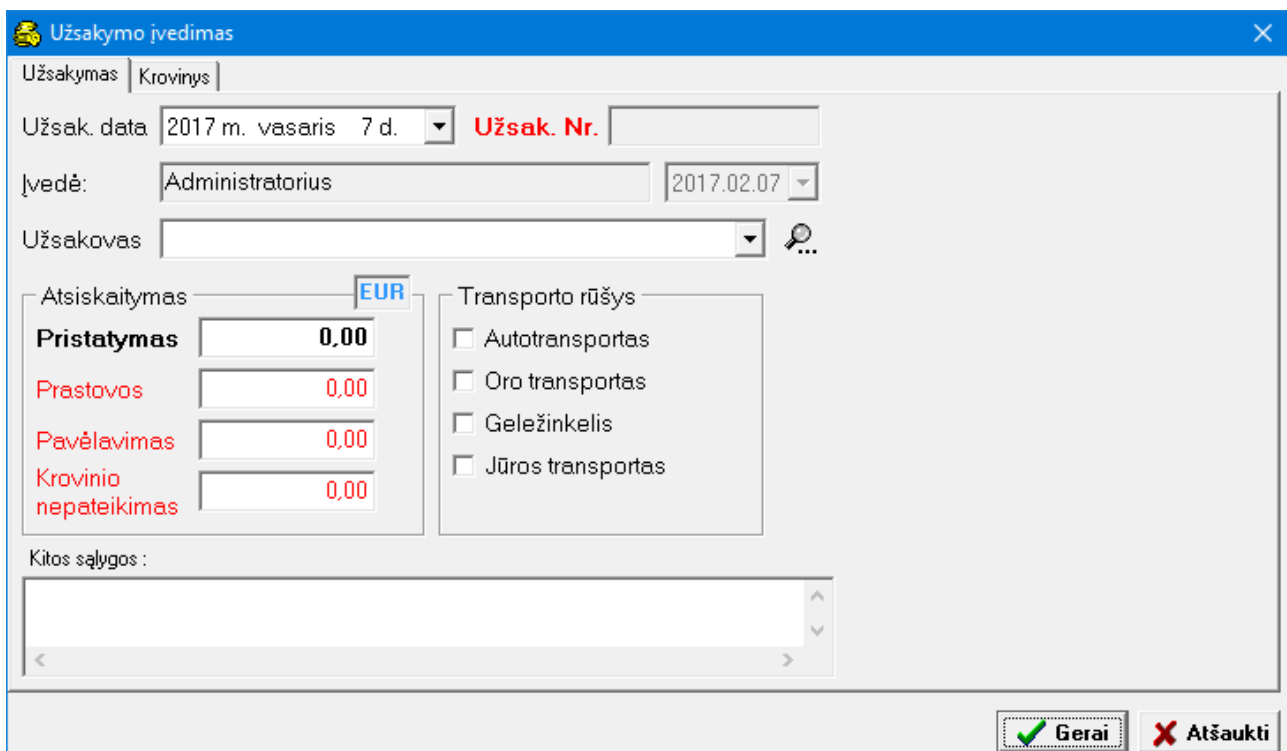 Užsakymo įvedimas
Užsakymas Krovinys
Užsak. data 2017 m. vasaris 7 d. Užsak. Nr.
Įvedė: Administratorius 2017.02.07
Užsakovas
Atsiskaitymas EUR
Pristatymas 0,00
Prastovos 0,00
Pavėlavimas 0,00
Krovinio
nepateikimas 0,00
Transporto rūšys
Autotransportas
Oro transportas
Geležinkelis
Jūros transportas
Kitos sąlygos :
Gerai Atšaukti